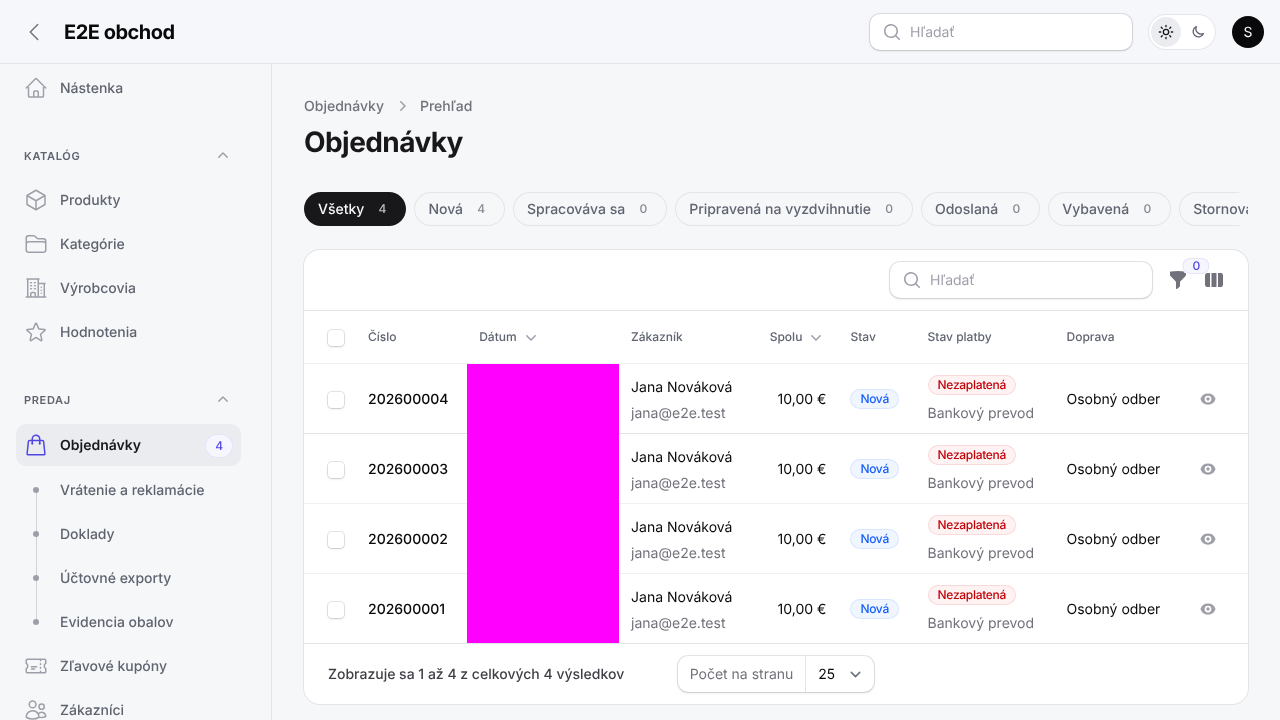 E2E obchod
Hľadať
S
Nástenka
KATALÓG
Produkty
Kategórie
Výrobcovia
Hodnotenia
PREDAJ
Objednávky 4
Vrátenie a reklamácie
Doklady
Účtovné exporty
Evidencia obalov
Zľavové kupóny
Zákazníci
Objednávky Prehľad
Objednávky
Všetky 4 Nová 4 Spracováva sa 0 Pripravená na vyzdvihnutie 0 Odoslaná 0 Vybavená 0 Stornova
Hľadať
0
Číslo Dátum Zákazník Spolu Stav Stav platby Doprava
202600004 Jana Nováková jana@e2e.test 10,00 € Nová Nezaplatená Bankový prevod Osobný odber
202600003 Jana Nováková jana@e2e.test 10,00 € Nová Nezaplatená Bankový prevod Osobný odber
202600002 Jana Nováková jana@e2e.test 10,00 € Nová Nezaplatená Bankový prevod Osobný odber
202600001 Jana Nováková jana@e2e.test 10,00 € Nová Nezaplatená Bankový prevod Osobný odber
Zobrazuje sa 1 až 4 z celkových 4 výsledkov Počet na stranu 25